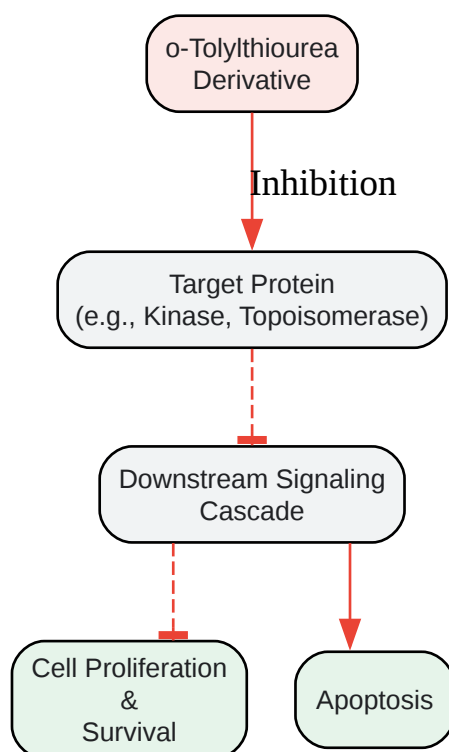 o-Tolylthiourea
Derivative
Inhibition
Target Protein
(e.g., Kinase, Topoisomerase)
Downstream Signaling
Cascade
Cell Proliferation
&
Survival
Apoptosis